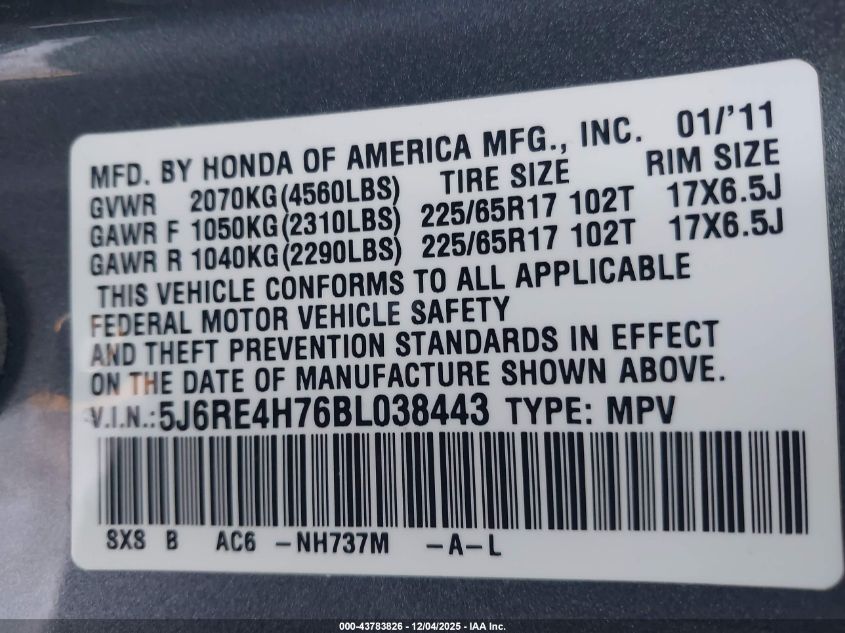 MFD. BY HONDA OF AMERICA MFG., INC. 01/'11
GVWR 2070KG(4560LBS) TIRE SIZE RIM SIZE
GAWR F 1050KG(2310LBS) 225/65R17 102T 17X6.5J
GAWR R 1040KG(2290LBS) 225/65R17 102T 17X6.5J
THIS VEHICLE CONFORMS TO ALL APPLICABLE
FEDERAL MOTOR VEHICLE SAFETY
AND THEFT PREVENTION STANDARDS IN EFFECT
ON THE DATE OF MANUFACTURE SHOWN ABOVE.
V.I.N.:5J6RE4H76BL038443 TYPE: MPV
SXS B AC6 -NH737M -A-L
000-43783826 - 12/04/2025 - IAA Inc.